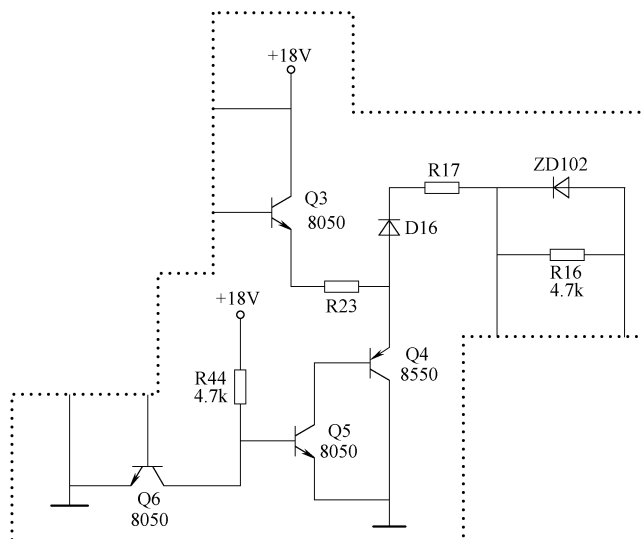 +18V
R17
ZD102
Q3
8050
D16
R16
4.7k
+18V
R23
R44
4.7k
Q4
8550
Q5
8050
Q6
8050